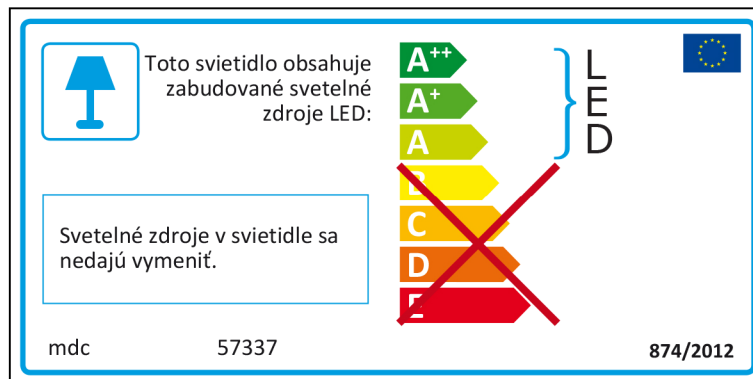 Toto svietidlo obsahuje
zabudované svetelné
zdroje LED:
A++
A+
A
B
C
D
E
L
E
D
Svetelné zdroje v svietidle sa
nedajú vymeniť.
mdc 57337
874/2012